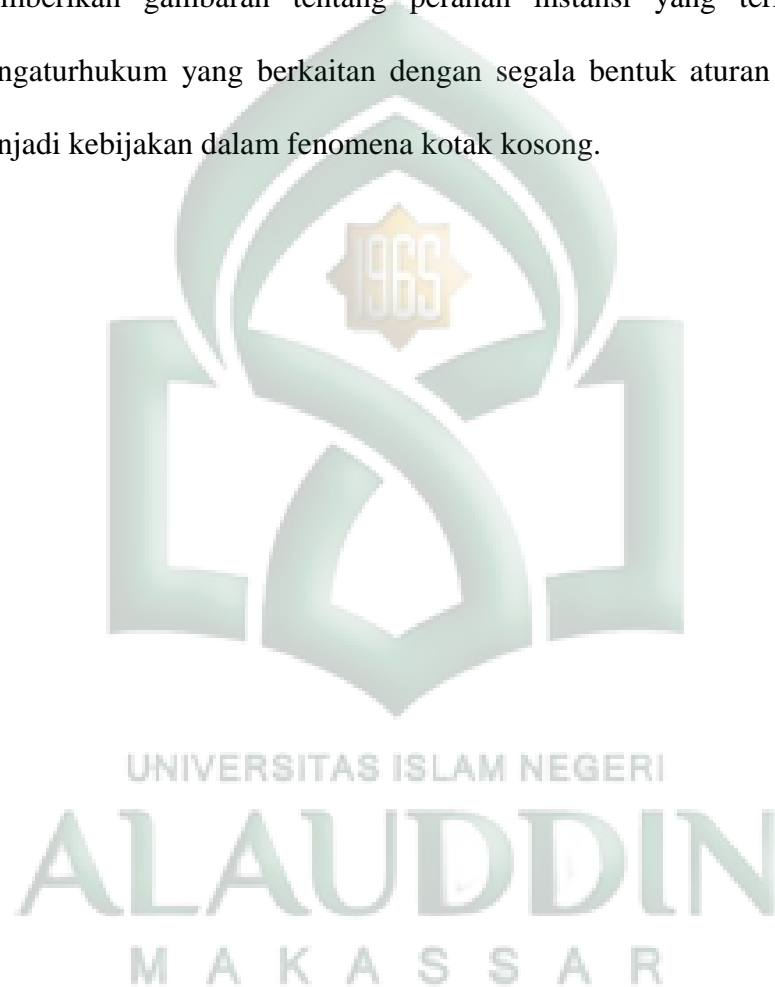 mberikan gambaran tentang peranan instansi yang ter
ngaturhukum yang berkaitan dengan segala bentuk aturan
njadi kebijakan dalam fenomena kotak kosong.
1965
UNIVERSITAS ISLAM NEGERI
ALAUDDIN
M A K A S S A R